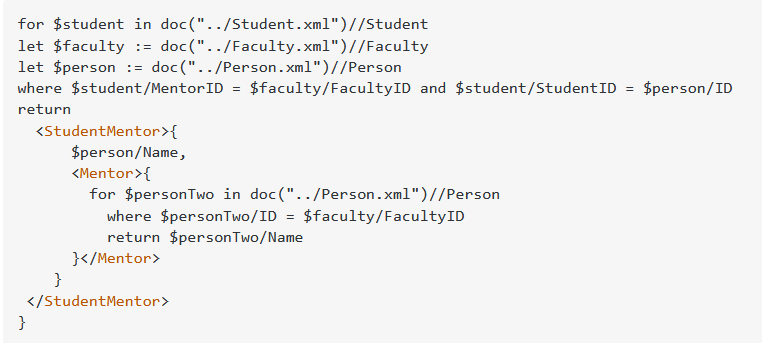 for $student in doc("../Student.xml")//Student
let $faculty := doc("../Faculty.xml")//Faculty
let $person := doc("../Person.xml")//Person
where $student/MentorID = $faculty/FacultyID and $student/StudentID = $person/ID
return
  <StudentMentor>{
      $person/Name,
      <Mentor>{
        for $personTwo in doc("../Person.xml")//Person
          where $personTwo/ID = $faculty/FacultyID
          return $personTwo/Name
      }</Mentor>
    }
 </StudentMentor>
}